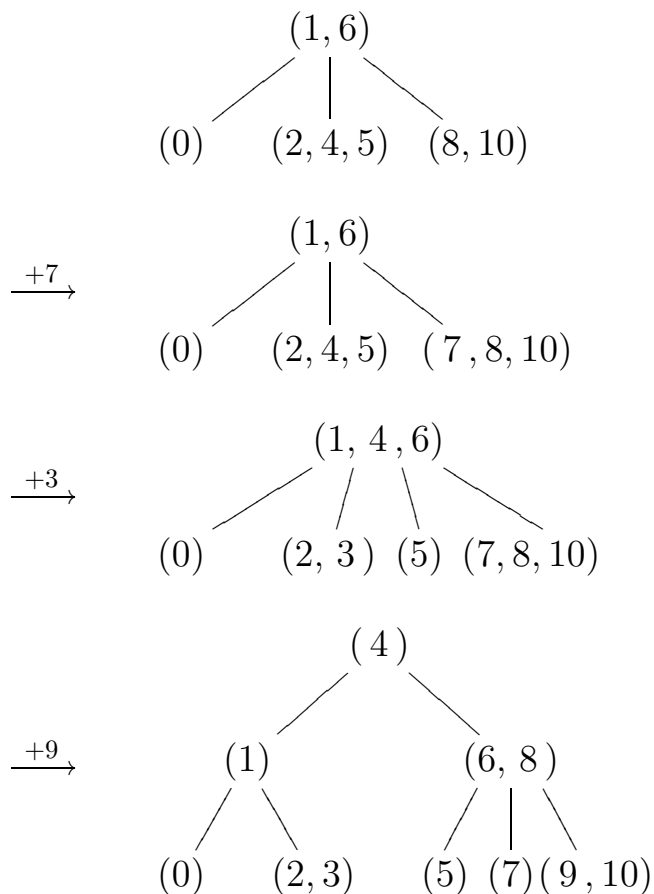 (1, 6)
(0) (2, 4, 5) (8, 10)
(1, 6)
+7
(0) (2, 4, 5) ( 7 , 8, 10)
(1, 4 , 6)
+3
(0) (2, 3 ) (5) (7, 8, 10)
( 4 )
+9
(1) (6, 8 )
(0) (2, 3) (5) (7) ( 9 , 10)